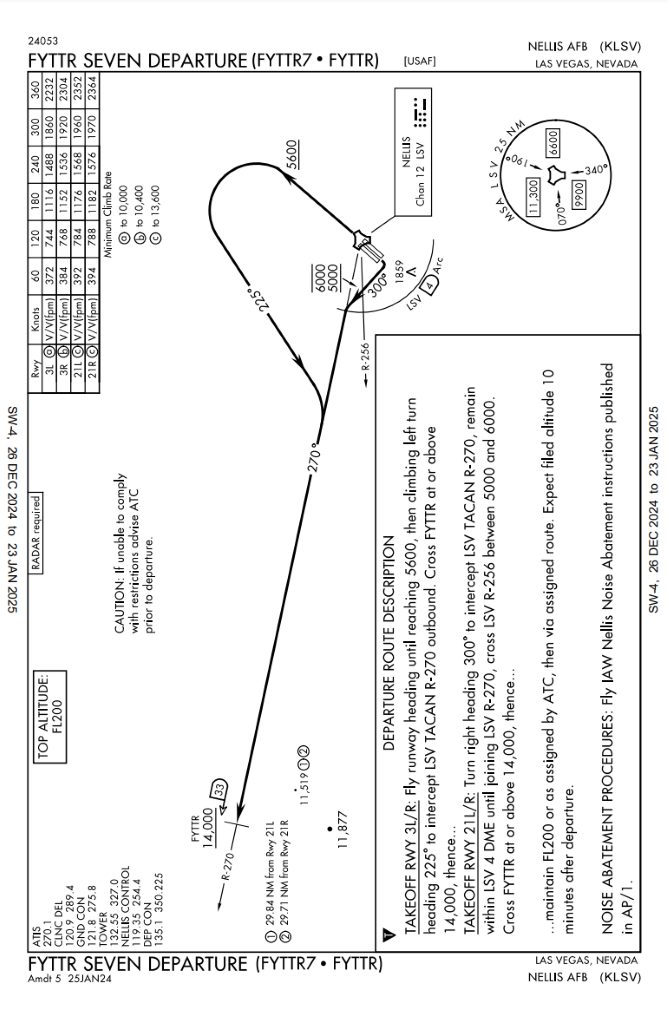 24053
FYTTR SEVEN DEPARTURE (FYTTR7 • FYTTR)
[USAF]
NELLIS AFB (KLSV)
LAS VEGAS, NEVADA
SW-4, 26 DEC 2024 to 23 JAN 2025
ATIS
270.1
CLNC DEL
120.9 289.4
GND CON
121.8 275.8
TOWER
132.55 327.0
NELLIS CONTROL
119.35 254.4
DEP CON
135.1 350.225
TOP ALTITUDE:
FL200
RADAR required
CAUTION: If unable to comply
with restrictions advise ATC
prior to departure.
Rwy Knots 60 120 180 240 300 360
3L ⓐ V/V(fpm) 372 744 1116 1488 1860 2232
3R ⓑ V/V(fpm) 384 768 1152 1536 1920 2304
21L ⓒ V/V(fpm) 392 784 1176 1568 1960 2352
21R ⓒ V/V(fpm) 394 788 1182 1576 1970 2364
Minimum Climb Rate
ⓐ to 10,000
ⓑ to 10,400
ⓒ to 13,600
FYTTR
14,000
33
R-270
① 29.84 NM from Rwy 21L
② 29.71 NM from Rwy 21R
11,519 ①②
11,877
270°
225°
5600
6000
5000
300°
1859
R-256
LSV 4 Arc
NELLIS
Chan 12 LSV
MSA LSV 25 NM
190°
6600
11,300
340°
070°
9900
DEPARTURE ROUTE DESCRIPTION
▼
TAKEOFF RWY 3L/R: Fly runway heading until reaching 5600, then climbing left turn
heading 225° to intercept LSV TACAN R-270 outbound. Cross FYTTR at or above
14,000, thence...
TAKEOFF RWY 21L/R: Turn right heading 300° to intercept LSV TACAN R-270, remain
within LSV 4 DME until joining LSV R-270, cross LSV R-256 between 5000 and 6000.
Cross FYTTR at or above 14,000, thence...
...maintain FL200 or as assigned by ATC, then via assigned route. Expect filed altitude 10
minutes after departure.
NOISE ABATEMENT PROCEDURES: Fly IAW Nellis Noise Abatement instructions published
in AP/1.
SW-4, 26 DEC 2024 to 23 JAN 2025
FYTTR SEVEN DEPARTURE (FYTTR7 • FYTTR)
Amdt 5 25JAN24
LAS VEGAS, NEVADA
NELLIS AFB (KLSV)